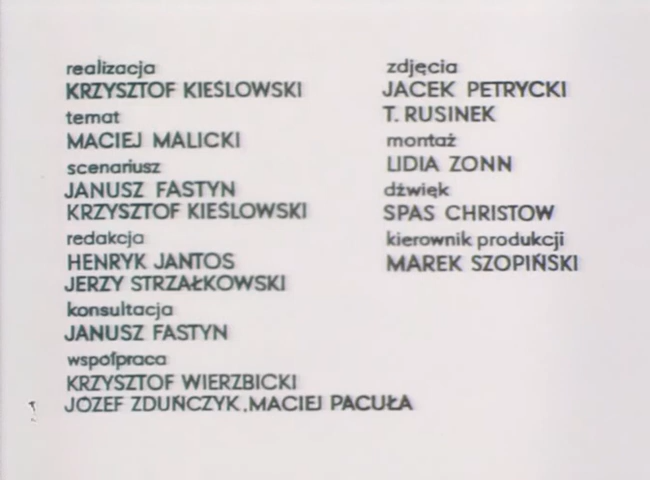 realizacja
KRZYSZTOF KIEŚLOWSKI
temat
MACIEJ MALICKI
scenariusz
JANUSZ FASTYN
KRZYSZTOF KIEŚLOWSKI
redakcja
HENRYK JANTOS
JERZY STRZAŁKOWSKI
konsultacja
JANUSZ FASTYN
współpraca
KRZYSZTOF WIERZBICKI
JÓZEF ZDUŃCZYK, MACIEJ PACUŁA
zdjęcia
JACEK PETRYCKI
T. RUSINEK
montaż
LIDIA ZONN
dźwięk
SPAS CHRISTOW
kierownik produkcji
MAREK SZOPIŃSKI